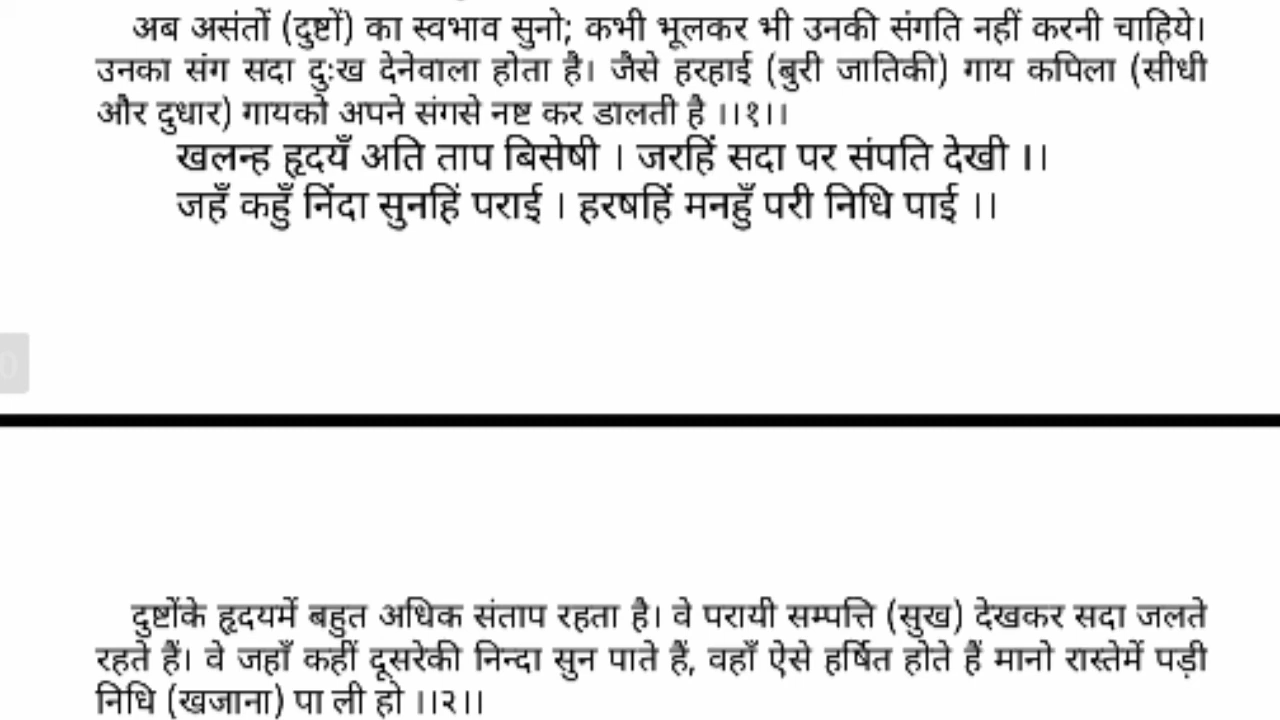 अब असंतों (दुष्टों) का स्वभाव सुनो; कभी भूलकर भी उनकी संगति नहीं करनी चाहिये।
उनका संग सदा दुःख देनेवाला होता है। जैसे हरहाई (बुरी जातिकी) गाय कपिला (सीधी
और दुधार) गायको अपने संगसे नष्ट कर डालती है ।।१।।
खलन्ह हृदयँ अति ताप बिसेषी । जरहिं सदा पर संपति देखी ।।
जहँ कहुँ निंदा सुनहिं पराई । हरषहिं मनहुँ परी निधि पाई ।।
दुष्टोंके हृदयमें बहुत अधिक संताप रहता है। वे परायी सम्पत्ति (सुख) देखकर सदा जलते
रहते हैं। वे जहाँ कहीं दूसरेकी निन्दा सुन पाते हैं, वहाँ ऐसे हर्षित होते हैं मानो रास्तेमें पड़ी
निधि (खजाना) पा ली हो ।।२।।